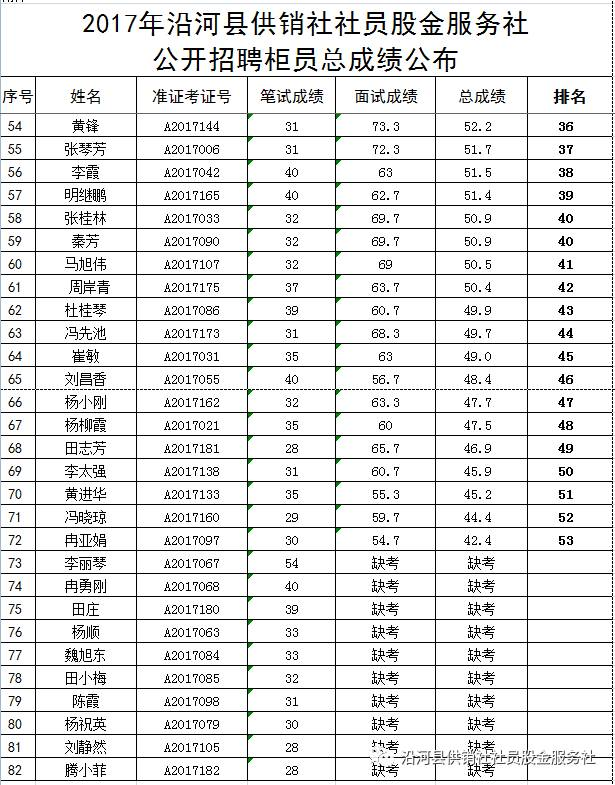 2017年沿河县供销社社员股金服务社
公开招聘柜员总成绩公布
序号 姓名 准证考证号 笔试成绩 面试成绩 总成绩 排名
54 黄锋 A2017144 31 73.3 52.2 36
55 张琴芳 A2017006 31 72.3 51.7 37
56 李霞 A2017042 40 63 51.5 38
57 明继鹏 A2017165 40 62.7 51.4 39
58 张桂林 A2017033 32 69.7 50.9 40
59 秦芳 A2017090 32 69.7 50.9 40
60 马旭伟 A2017107 32 69 50.5 41
61 周岸青 A2017175 37 63.7 50.4 42
62 杜桂琴 A2017086 39 60.7 49.9 43
63 冯先池 A2017173 31 68.3 49.7 44
64 崔敏 A2017031 35 63 49.0 45
65 刘昌香 A2017055 40 56.7 48.4 46
66 杨小刚 A2017162 32 63.3 47.7 47
67 杨柳霞 A2017021 35 60 47.5 48
68 田志芳 A2017181 28 65.7 46.9 49
69 李太强 A2017138 31 60.7 45.9 50
70 黄进华 A2017133 35 55.3 45.2 51
71 冯晓琼 A2017160 29 59.7 44.4 52
72 冉亚娟 A2017097 30 54.7 42.4 53
73 李丽琴 A2017067 54 缺考 缺考
74 冉勇刚 A2017068 40 缺考 缺考
75 田庄 A2017180 39 缺考 缺考
76 杨顺 A2017063 33 缺考 缺考
77 魏旭东 A2017084 33 缺考 缺考
78 田小梅 A2017085 32 缺考 缺考
79 陈霞 A2017098 31 缺考 缺考
80 杨祝英 A2017079 30 缺考 缺考
81 刘静然 A2017105 28 缺考 缺考
沿河县供销社社员股金服务社
82 腾小菲 A2017182 28 缺考 缺考